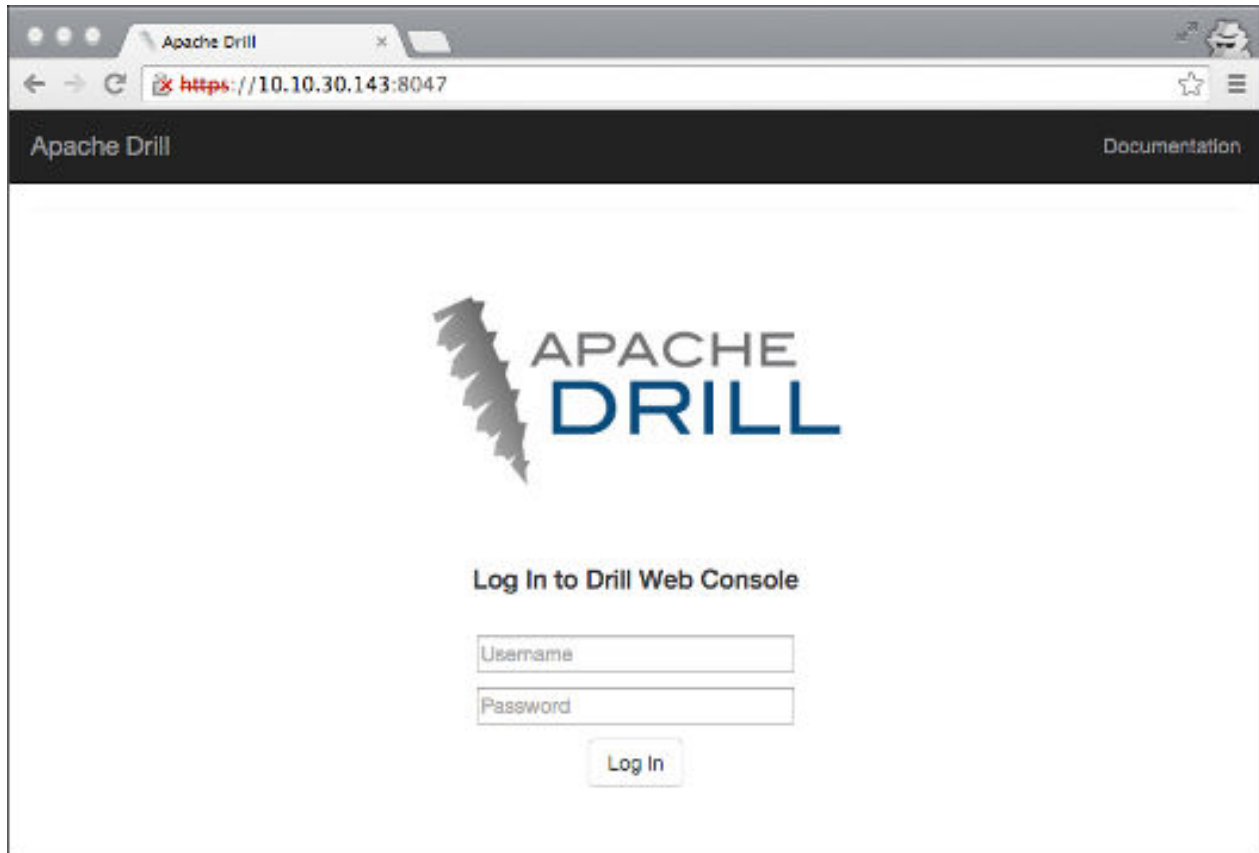 Apache Drill
https://10.10.30.143:8047
Apache Drill Documentation
APACHE
DRILL
Log In to Drill Web Console
Username
Password
Log In